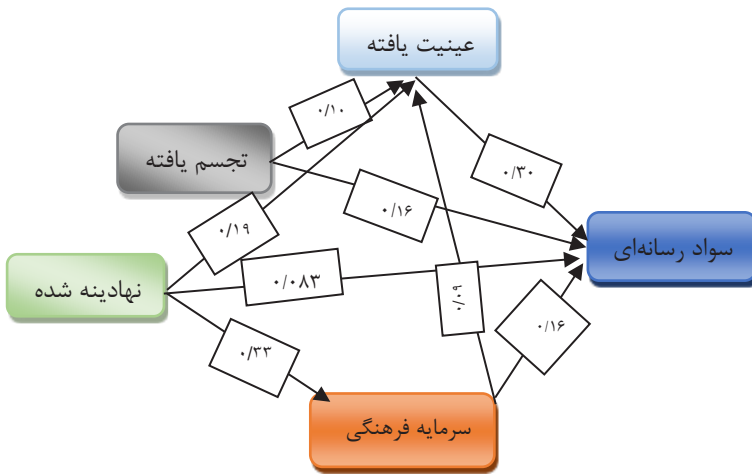 عینیت یافته
۰/۱۰
تجسم یافته
۰/۳۰
۰/۱۶
۰/۱۹
سواد رسانه‌ای
نهادینه شده
۰/۰۸۳
۰/۰۹
۰/۱۶
۰/۳۳
سرمایه فرهنگی